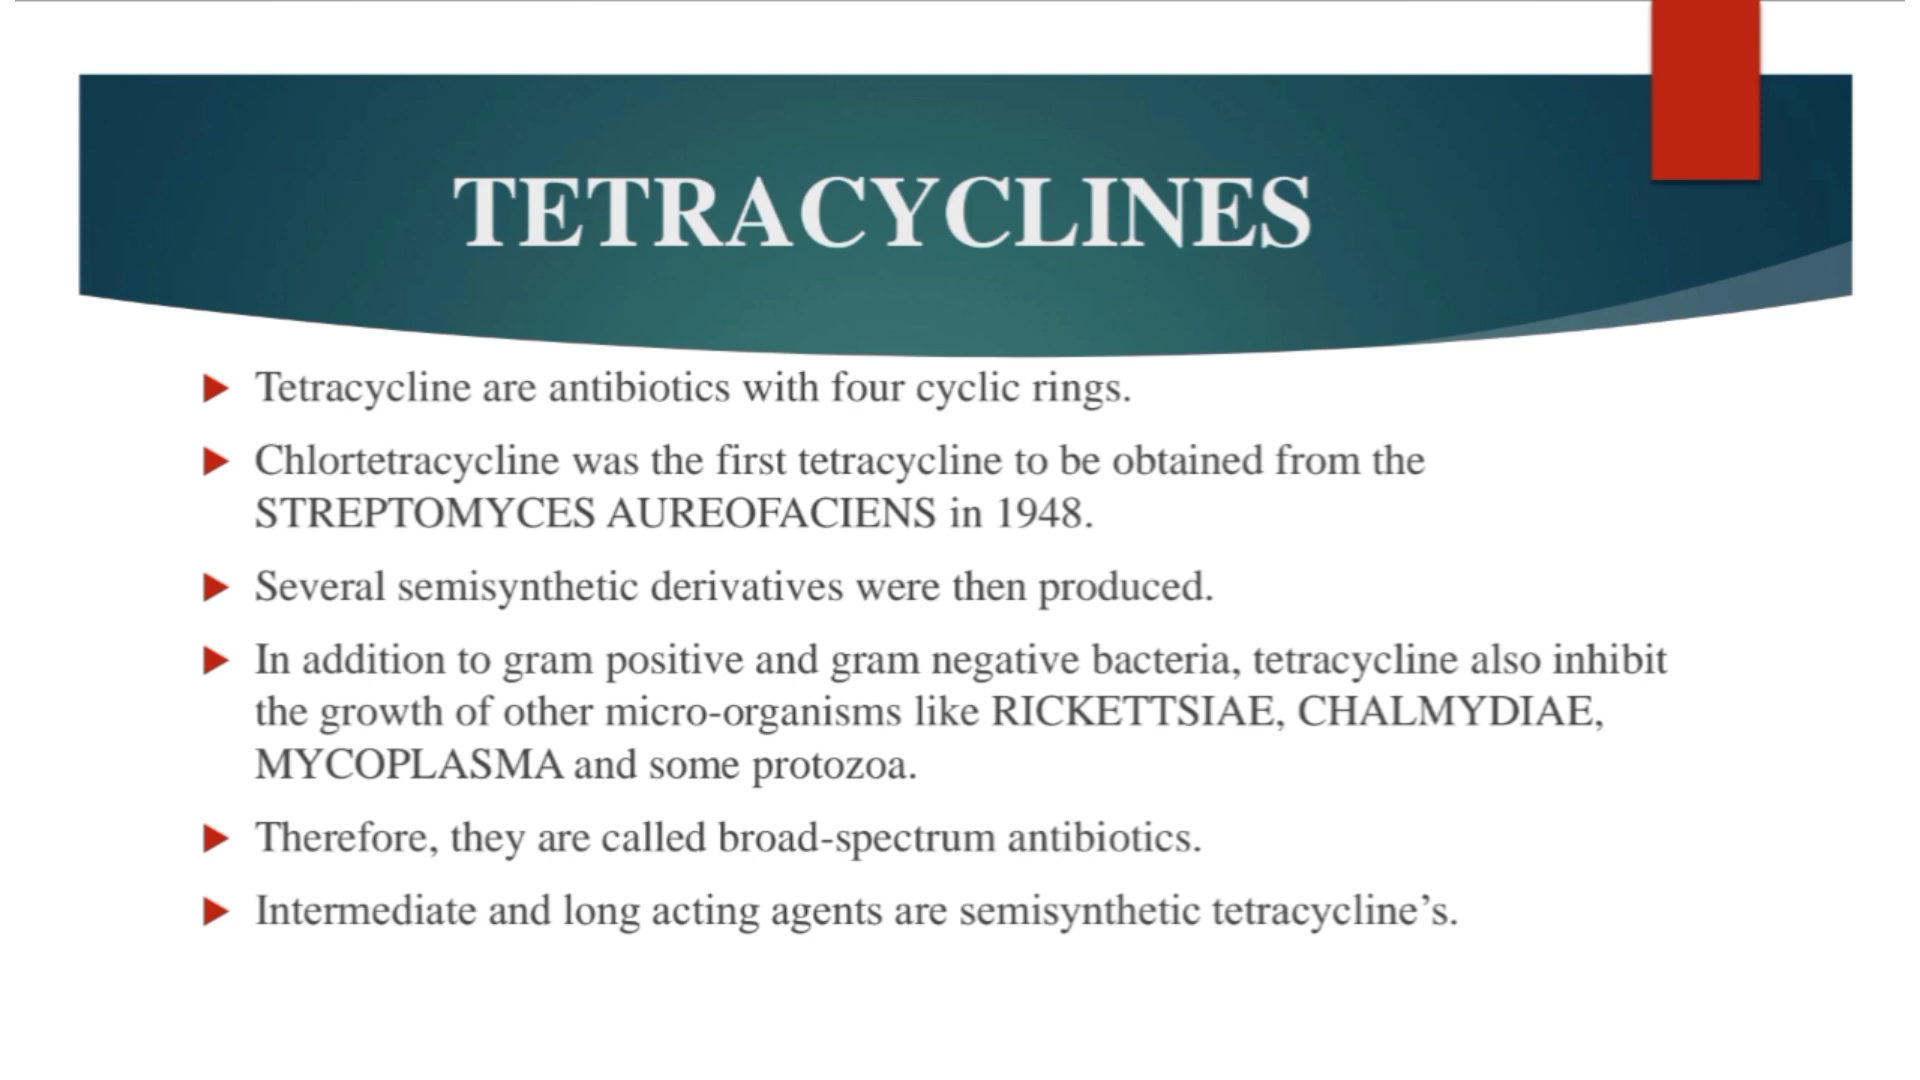 TETRACYCLINES
Tetracycline are antibiotics with four cyclic rings.
Chlortetracycline was the first tetracycline to be obtained from the
STREPTOMYCES AUREOFACIENS in 1948.
Several semisynthetic derivatives were then produced.
In addition to gram positive and gram negative bacteria, tetracycline also inhibit
the growth of other micro-organisms like RICKETTSIAE, CHALMYDIAE,
MYCOPLASMA and some protozoa.
Therefore, they are called broad-spectrum antibiotics.
Intermediate and long acting agents are semisynthetic tetracycline’s.